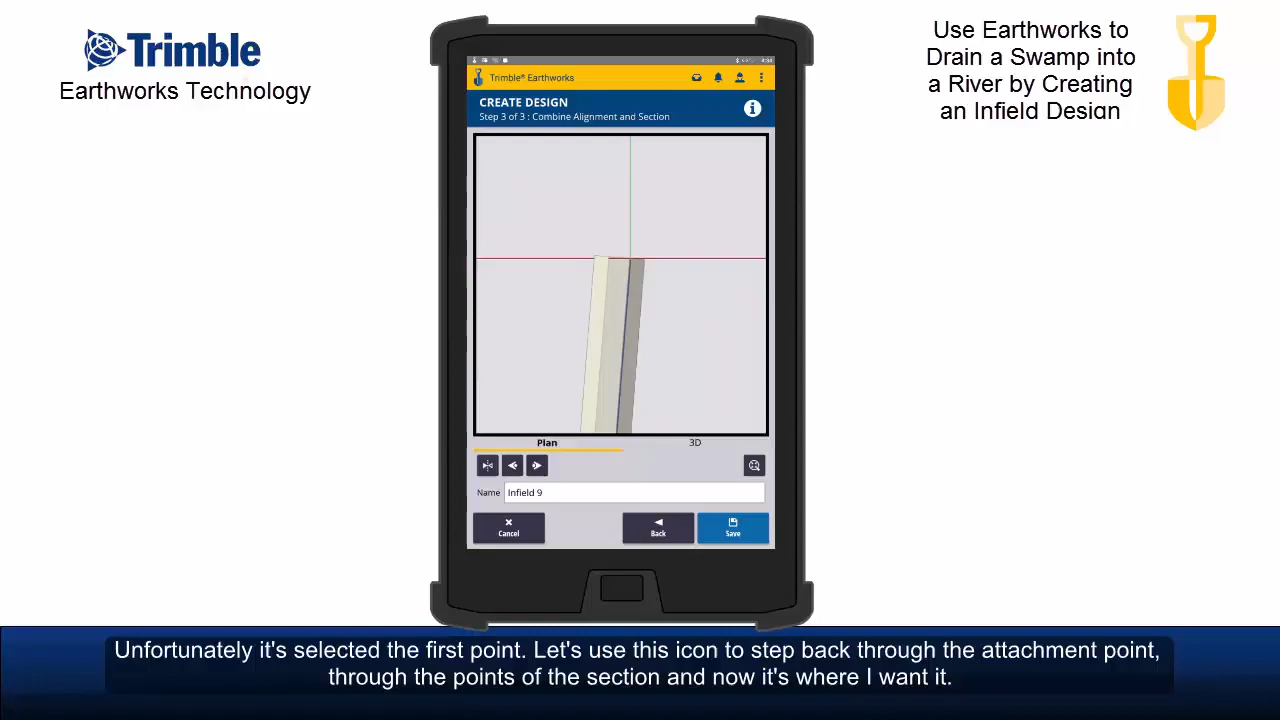 Trimble
Earthworks Technology
Use Earthworks to
Drain a Swamp into
a River by Creating
an Infield Design
4:34
Trimble® Earthworks
CREATE DESIGN
Step 3 of 3 : Combine Alignment and Section
Plan
3D
Name
Infield 9
Cancel
Back
Save
Unfortunately it's selected the first point. Let's use this icon to step back through the attachment point,
through the points of the section and now it's where I want it.